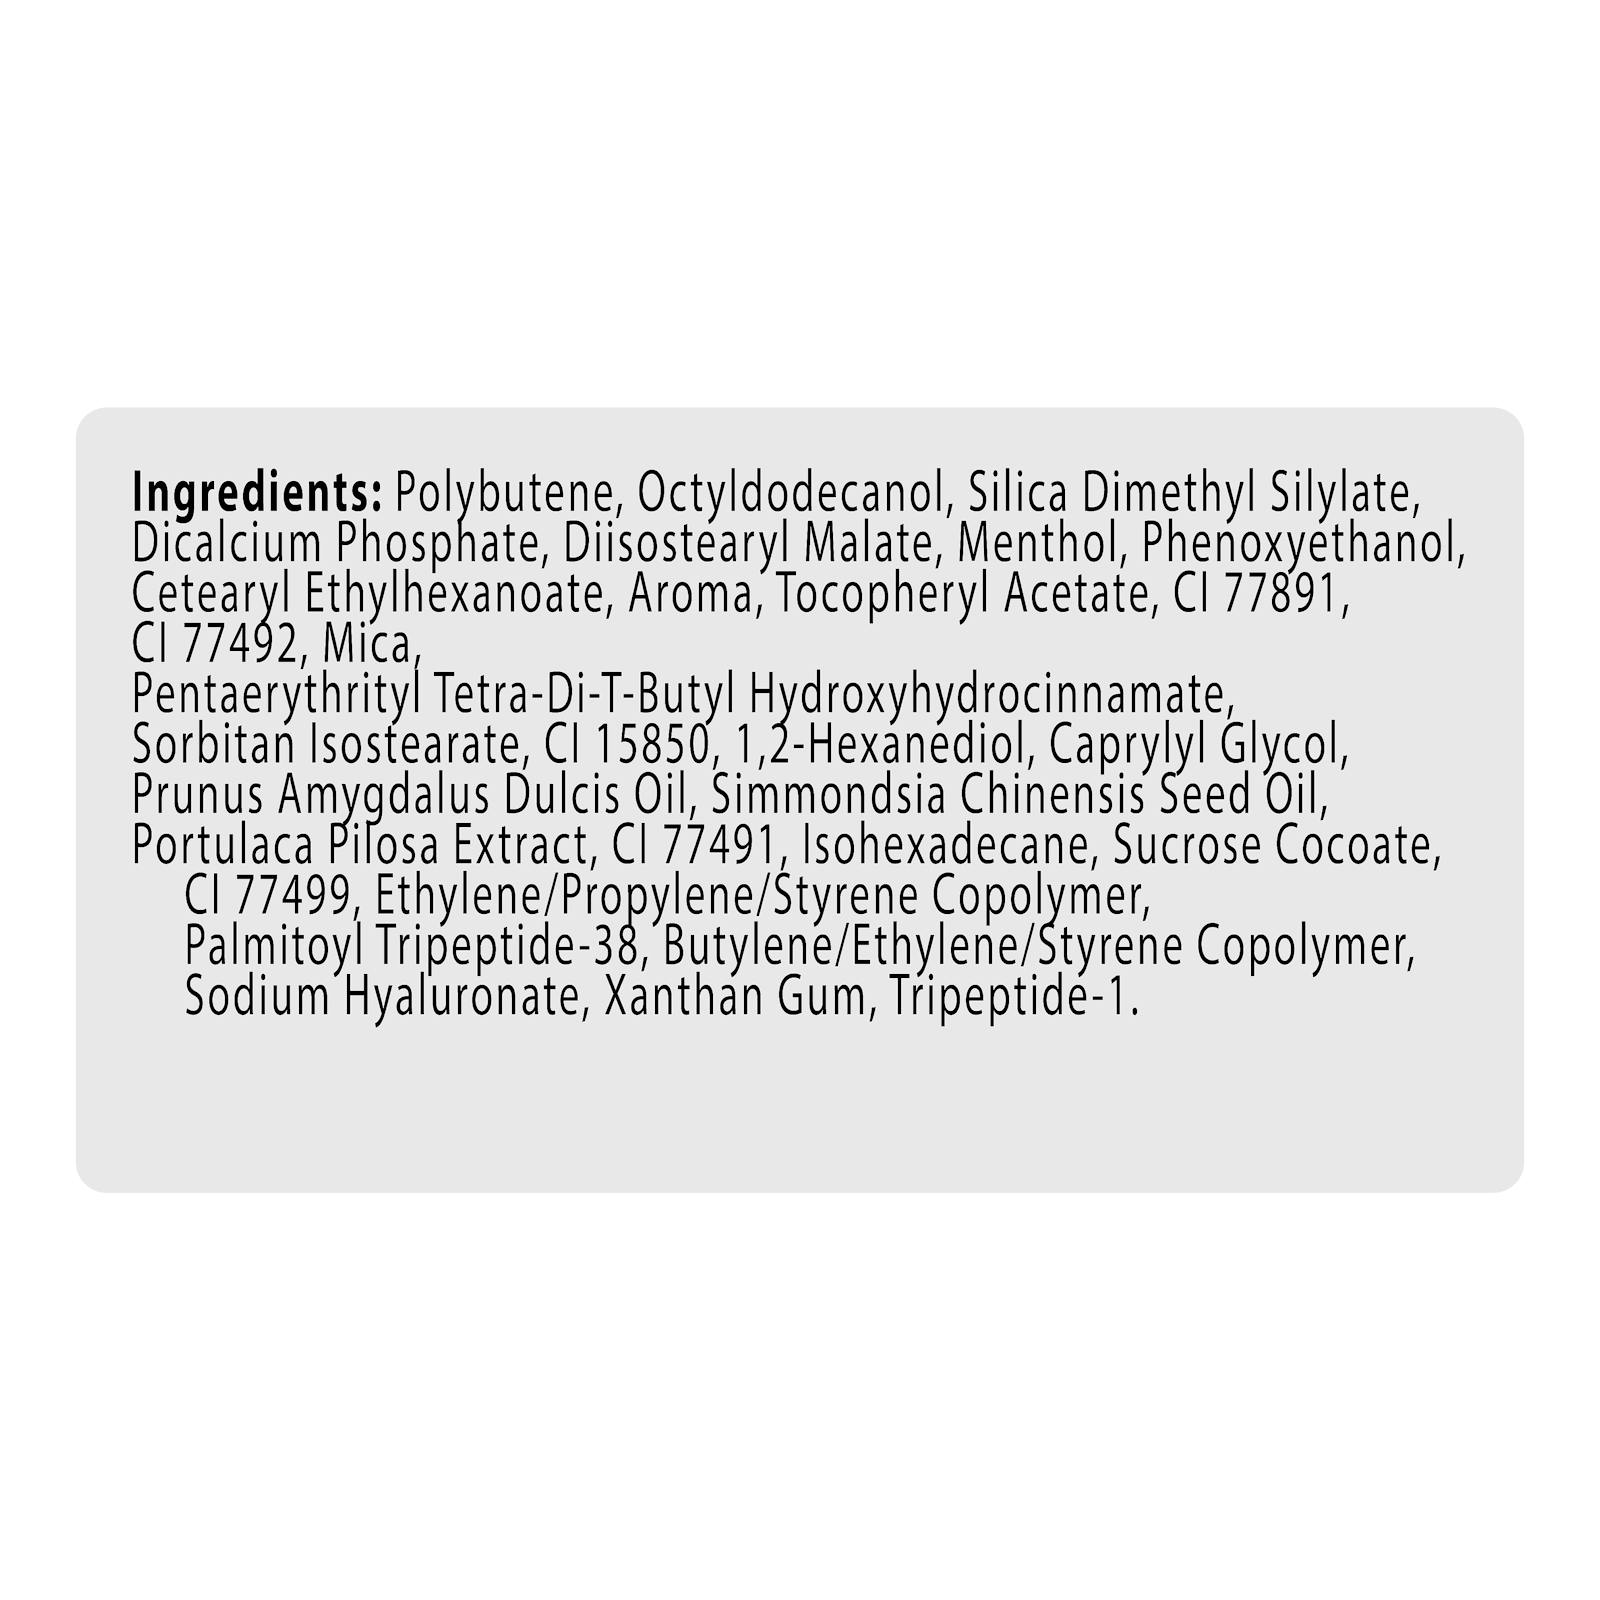 Ingredients: Polybutene, Octyldodecanol, Silica Dimethyl Silylate,
Dicalcium Phosphate, Diisostearyl Malate, Menthol, Phenoxyethanol,
Cetearyl Ethylhexanoate, Aroma, Tocopheryl Acetate, CI 77891,
CI 77492, Mica,
Pentaerythrityl Tetra-Di-T-Butyl Hydroxyhydrocinnamate,
Sorbitan Isostearate, CI 15850, 1,2-Hexanediol, Caprylyl Glycol,
Prunus Amygdalus Dulcis Oil, Simmondsia Chinensis Seed Oil,
Portulaca Pilosa Extract, CI 77491, Isohexadecane, Sucrose Cocoate,
CI 77499, Ethylene/Propylene/Styrene Copolymer,
Palmitoyl Tripeptide-38, Butylene/Ethylene/Styrene Copolymer,
Sodium Hyaluronate, Xanthan Gum, Tripeptide-1.